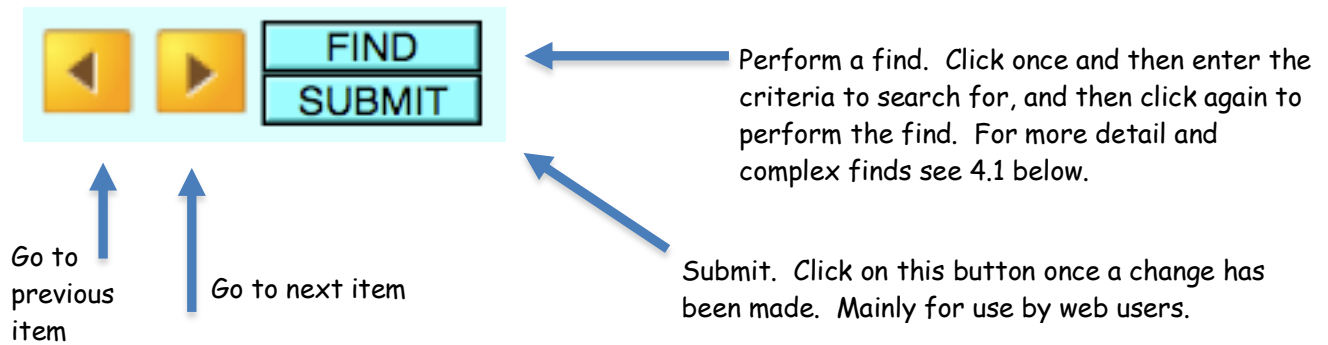 FIND
SUBMIT
Perform a find. Click once and then enter the
criteria to search for, and then click again to
perform the find. For more detail and
complex finds see 4.1 below.
Go to
previous
item
Go to next item
Submit. Click on this button once a change has
been made. Mainly for use by web users.